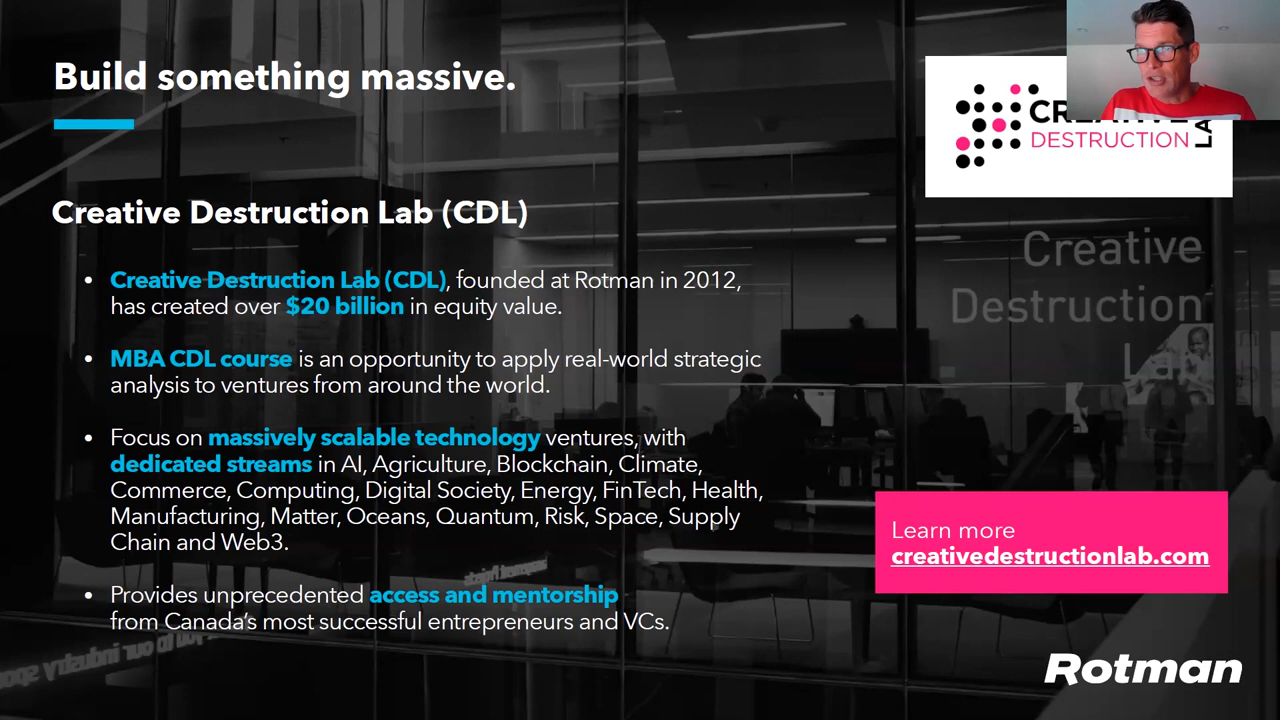 Build something massive.
CREATIVE
DESTRUCTION
LAB
Creative Destruction Lab (CDL)
Creative
Destruction
Lab
• Creative Destruction Lab (CDL), founded at Rotman in 2012,
has created over $20 billion in equity value.
• MBA CDL course is an opportunity to apply real-world strategic
analysis to ventures from around the world.
• Focus on massively scalable technology ventures, with
dedicated streams in AI, Agriculture, Blockchain, Climate,
Commerce, Computing, Digital Society, Energy, FinTech, Health,
Manufacturing, Matter, Oceans, Quantum, Risk, Space, Supply
Chain and Web3.
• Provides unprecedented access and mentorship
from Canada's most successful entrepreneurs and VCs.
Learn more
creativedestructionlab.com
Rotman